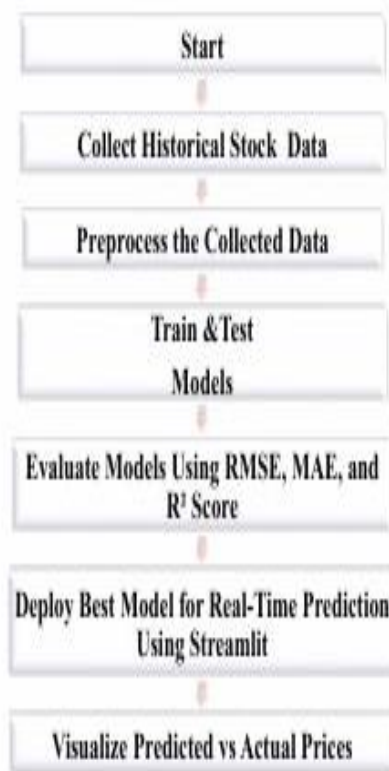 Start
Collect Historical Stock Data
Preprocess the Collected Data
Train &Test
Models
Evaluate Models Using RMSE, MAE, and
R² Score
Deploy Best Model for Real-Time Prediction
Using Streamlit
Visualize Predicted vs Actual Prices